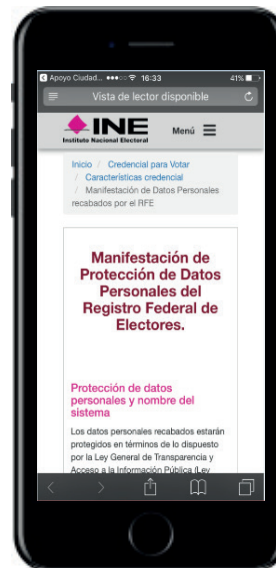 Apoyo Ciudad... 16:33 41%
Vista de lector disponible
INE Menú
Instituto Nacional Electoral
Inicio / Credencial para Votar
/ Características credencial
/ Manifestación de Datos Personales
recabados por el RFE
Manifestación de
Protección de Datos
Personales del
Registro Federal de
Electores.
Protección de datos
personales y nombre del
sistema
Los datos personales recabados estarán
protegidos en términos de lo dispuesto
por la Ley General de Transparencia y
Acceso a la Información Pública (Ley